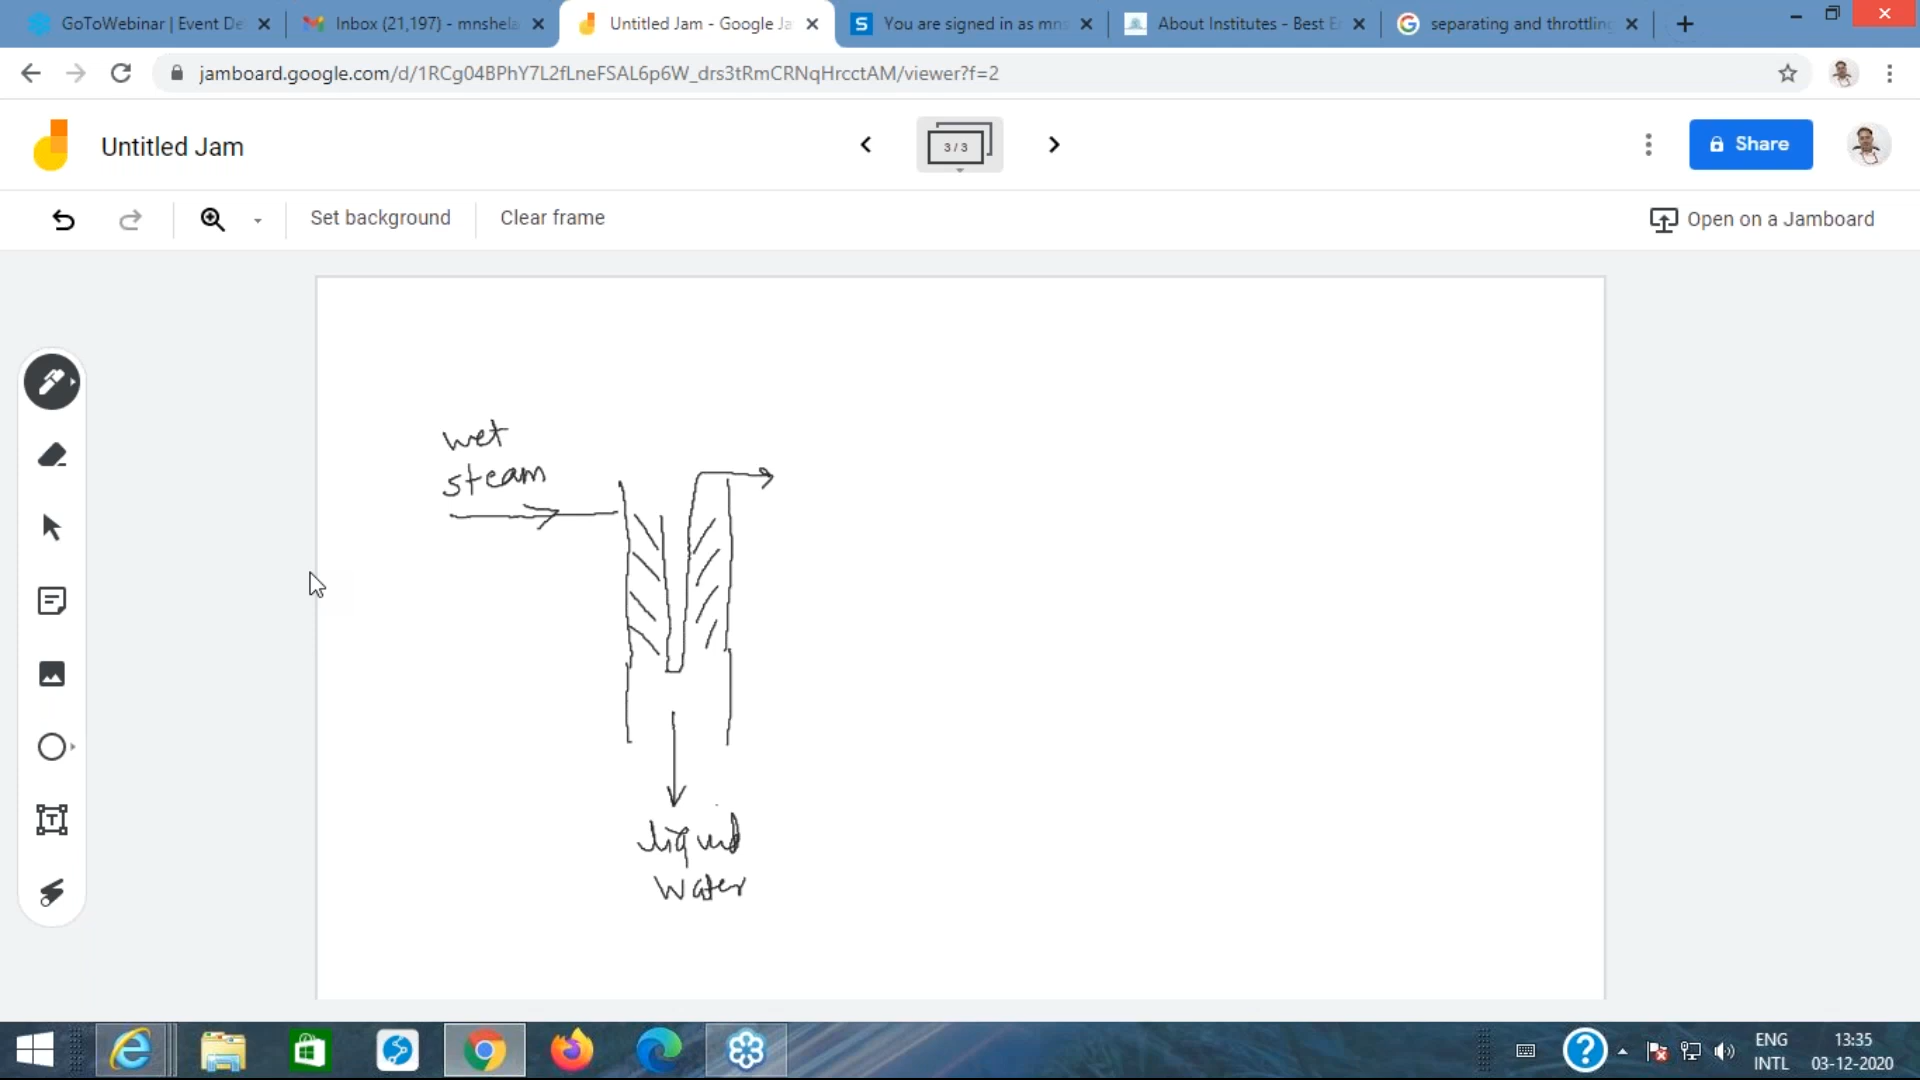 GoToWebinar | Event De
Inbox (21,197) - mnshela
Untitled Jam - Google Ja
You are signed in as mns
About Institutes - Best E
separating and throttling
jamboard.google.com/d/1RCg04BPhY7L2fLneFSAL6p6W_drs3tRmCRNqHrcctAM/viewer?f=2
Untitled Jam
3 / 3
Share
Set background
Clear frame
Open on a Jamboard
wet
steam
liquid
water
ENG
INTL
13:35
03-12-2020